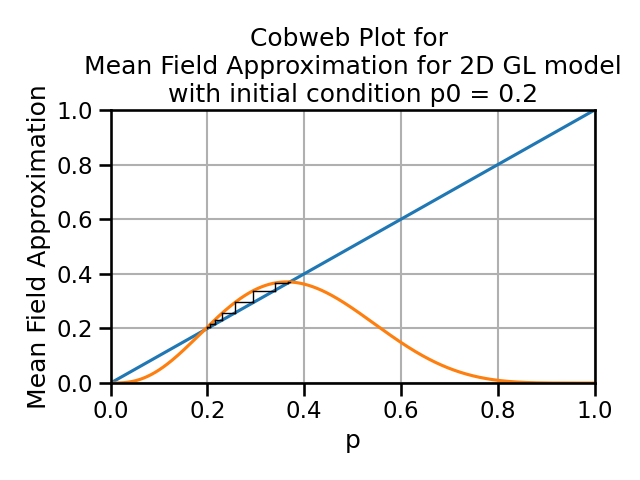 Cobweb Plot for
Mean Field Approximation for 2D GL model
with initial condition p0 = 0.2
Mean Field Approximation
1.0
0.8
0.6
0.4
0.2
0.0
0.0 0.2 0.4 0.6 0.8 1.0
p